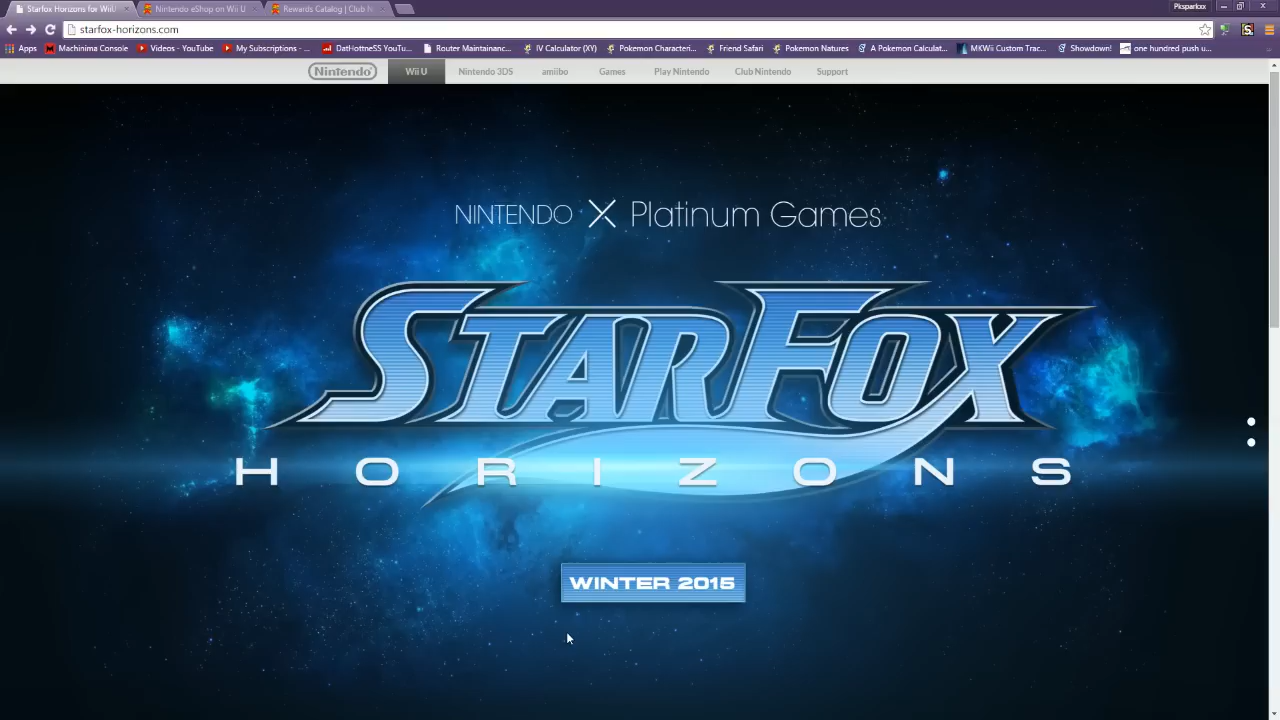 Starfox Horizons for WiiU
Nintendo eShop on Wii U
Rewards Catalog | Club N
Pksparkxx
starfox-horizons.com
Apps
Machinima Console
Videos - YouTube
My Subscriptions - ...
DatHottneSS YouTu...
Router Maintainanc...
IV Calculator (XY)
Pokemon Characteri...
Friend Safari
Pokemon Natures
A Pokemon Calculat...
MKWii Custom Trac...
Showdown!
one hundred push u...
Nintendo
Wii U
Nintendo 3DS
amiibo
Games
Play Nintendo
Club Nintendo
Support
NINTENDO X Platinum Games
STARFOX
HORIZONS
WINTER 2015